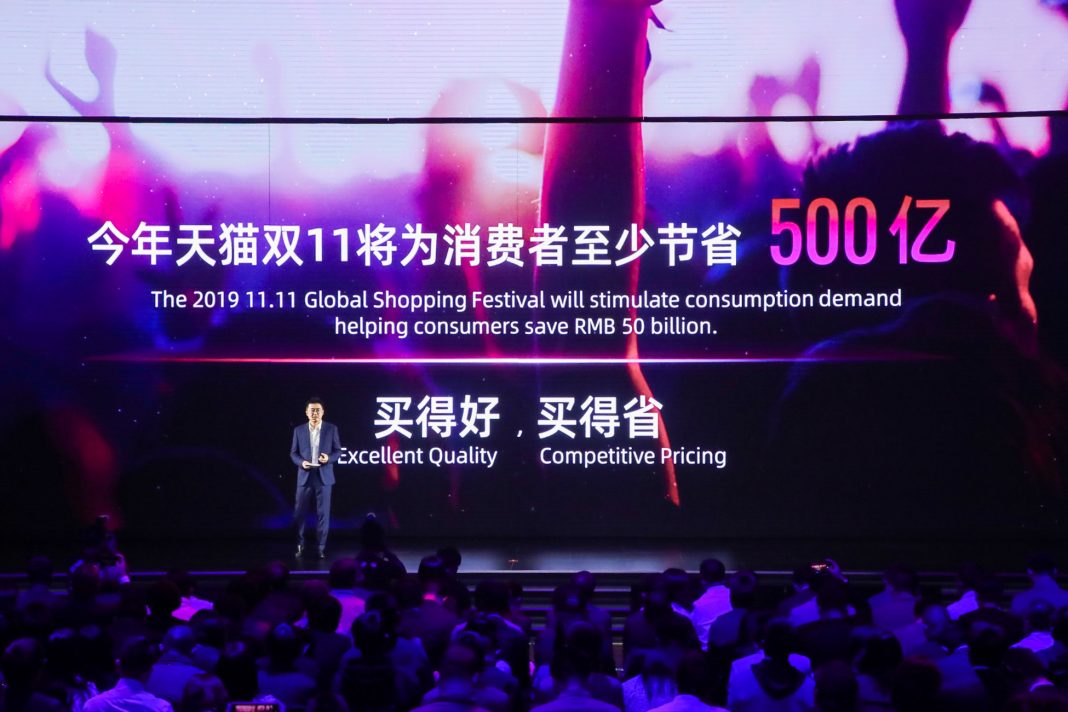 今年天猫双11将为消费者至少节省 500亿
The 2019 11.11 Global Shopping Festival will stimulate consumption demand
helping consumers save RMB 50 billion.
买得好，买得省
Excellent Quality Competitive Pricing